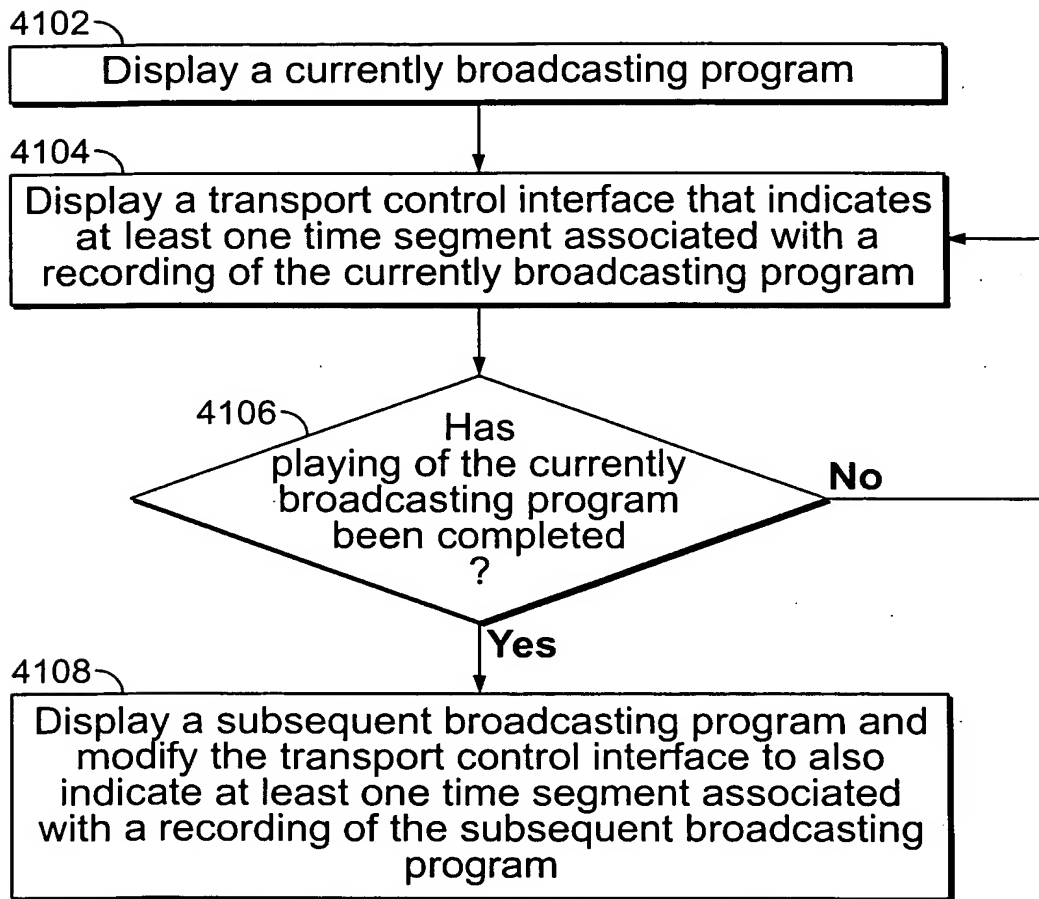 4102
Display a currently broadcasting program
4104
Display a transport control interface that indicates
at least one time segment associated with a
recording of the currently broadcasting program
4106
Has
playing of the currently
broadcasting program
been completed
?
No
Yes
4108
Display a subsequent broadcasting program and
modify the transport control interface to also
indicate at least one time segment associated
with a recording of the subsequent broadcasting
program